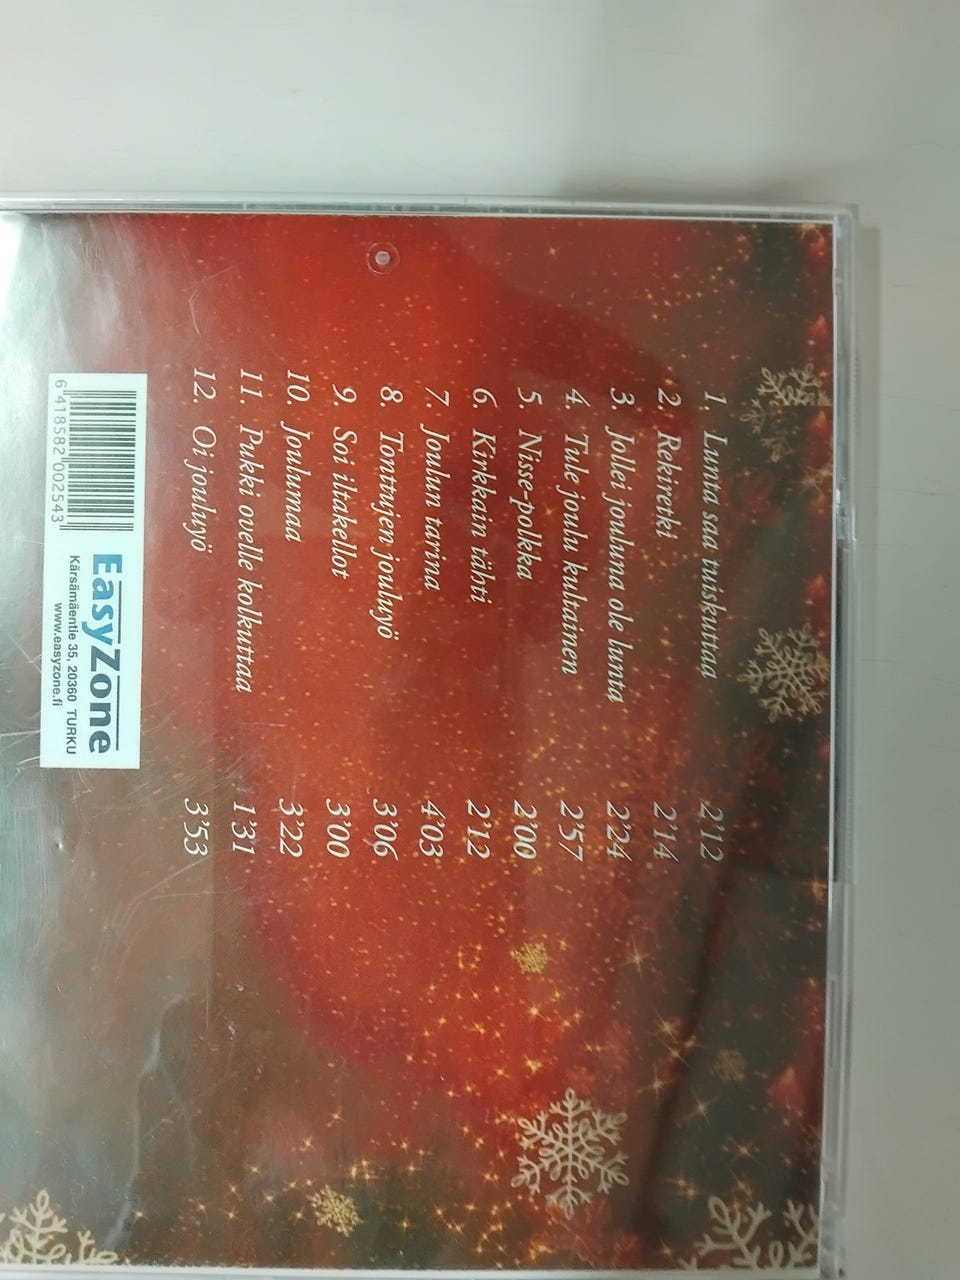 1. Lunta saa tuiskuttaa 2'12
2. Rekiretki 2'14
3. Jollei jouluna ole lunta 2'24
4. Tule joulu kultainen 2'57
5. Nisse-polkka 2'00
6. Kirkkain tähti 2'12
7. Joulun tarina 4'03
8. Tonttujen jouluyö 3'06
9. Soi iltakellot 3'00
10. Joulumaa 3'22
11. Pukki ovelle kolkuttaa 1'31
12. Oi jouluyö 3'53
6 418582 002543
EasyZone
Kärsämäentie 35, 20360 TURKU
www.easyzone.fi